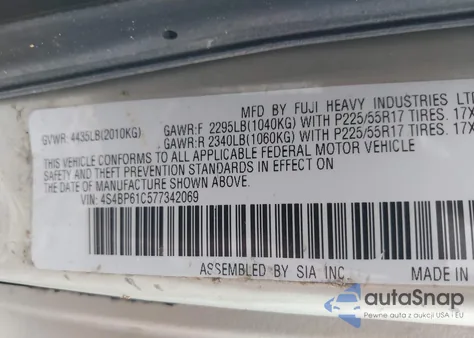 MFD BY FUJI HEAVY INDUSTRIES LTD
GVWR: 4435LB(2010KG) GAWR:F 2295LB(1040KG) WITH P225/55R17 TIRES. 17X
GAWR:R 2340LB(1060KG) WITH P225/55R17 TIRES. 17X
THIS VEHICLE CONFORMS TO ALL APPLICABLE FEDERAL MOTOR VEHICLE
SAFETY AND THEFT PREVENTION STANDARDS IN EFFECT ON
THE DATE OF MANUFACTURE SHOWN ABOVE.
VIN: 4S4BP61C577342069
ASSEMBLED BY SIA INC. MADE IN
autoSnap
Pewne auta z aukcji USA i EU